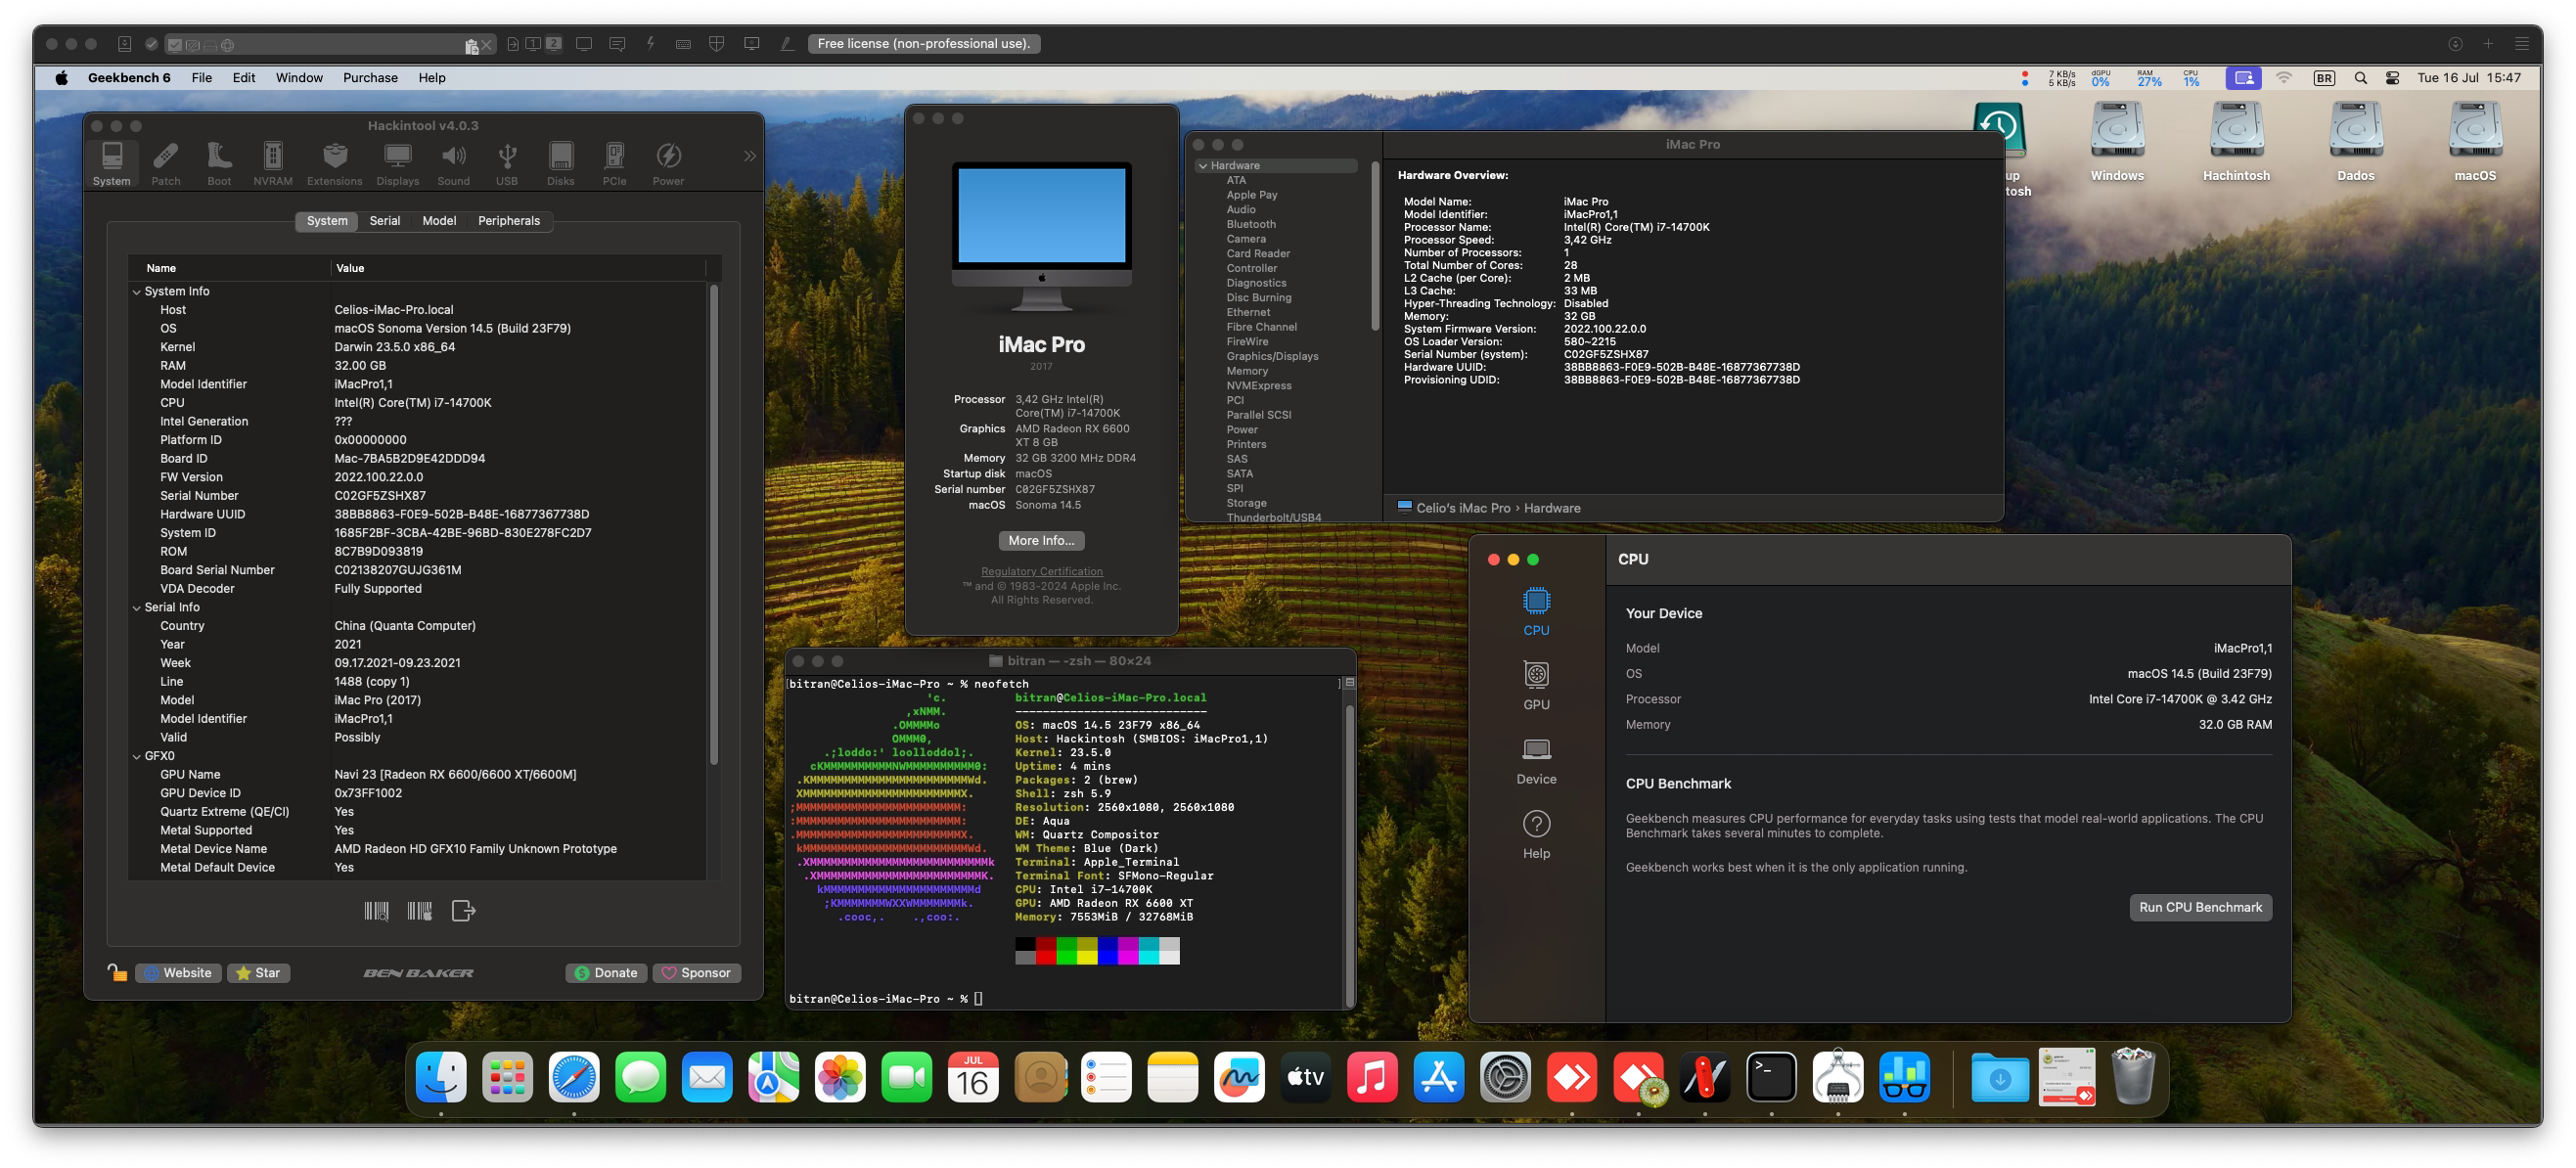 Free license (non-professional use).
Geekbench 6 File Edit Window Purchase Help
7 KB/s
5 KB/s
dGPU
0%
RAM
27%
CPU
1%
BR
Tue 16 Jul 15:47
Hackintool v4.0.3
System Patch Boot NVRAM Extensions Displays Sound USB Disks PCIe Power
System Serial Model Peripherals
Name Value
System Info
Host Celios-iMac-Pro.local
OS macOS Sonoma Version 14.5 (Build 23F79)
Kernel Darwin 23.5.0 x86_64
RAM 32.00 GB
Model Identifier iMacPro1,1
CPU Intel(R) Core(TM) i7-14700K
Intel Generation ???
Platform ID 0x00000000
Board ID Mac-7BA5B2D9E42DDD94
FW Version 2022.100.22.0.0
Serial Number C02GF5ZSHX87
Hardware UUID 38BB8863-F0E9-502B-B48E-16877367738D
System ID 1685F2BF-3CBA-42BE-96BD-830E278FC2D7
ROM 8C7B9D093819
Board Serial Number C02138207GUJG361M
VDA Decoder Fully Supported
Serial Info
Country China (Quanta Computer)
Year 2021
Week 09.17.2021-09.23.2021
Line 1488 (copy 1)
Model iMac Pro (2017)
Model Identifier iMacPro1,1
Valid Possibly
GFX0
GPU Name Navi 23 [Radeon RX 6600/6600 XT/6600M]
GPU Device ID 0x73FF1002
Quartz Extreme (QE/CI) Yes
Metal Supported Yes
Metal Device Name AMD Radeon HD GFX10 Family Unknown Prototype
Metal Default Device Yes
Website Star BEN BAKER Donate Sponsor
iMac Pro
2017
Processor 3,42 GHz Intel(R)
Core(TM) i7-14700K
Graphics AMD Radeon RX 6600
XT 8 GB
Memory 32 GB 3200 MHz DDR4
Startup disk macOS
Serial number C02GF5ZSHX87
macOS Sonoma 14.5
More Info...
Regulatory Certification
™ and © 1983-2024 Apple Inc.
All Rights Reserved.
iMac Pro
Hardware
ATA
Apple Pay
Audio
Bluetooth
Camera
Card Reader
Controller
Diagnostics
Disc Burning
Ethernet
Fibre Channel
FireWire
Graphics/Displays
Memory
NVMExpress
PCI
Parallel SCSI
Power
Printers
SAS
SATA
SPI
Storage
Thunderbolt/USB4
Hardware Overview:
Model Name: iMac Pro
Model Identifier: iMacPro1,1
Processor Name: Intel(R) Core(TM) i7-14700K
Processor Speed: 3,42 GHz
Number of Processors: 1
Total Number of Cores: 28
L2 Cache (per Core): 2 MB
L3 Cache: 33 MB
Hyper-Threading Technology: Disabled
Memory: 32 GB
System Firmware Version: 2022.100.22.0.0
OS Loader Version: 580~2215
Serial Number (system): C02GF5ZSHX87
Hardware UUID: 38BB8863-F0E9-502B-B48E-16877367738D
Provisioning UDID: 38BB8863-F0E9-502B-B48E-16877367738D
Celio's iMac Pro › Hardware
up
tosh
Windows Hachintosh Dados macOS
bitran — -zsh — 80×24
[bitran@Celios-iMac-Pro ~ % neofetch ]
'c. bitran@Celios-iMac-Pro.local
,xNMM. ----------------------------
.OMMMMo OS: macOS 14.5 23F79 x86_64
OMMM0, Host: Hackintosh (SMBIOS: iMacPro1,1)
.;loddo:' loolloddol;. Kernel: 23.5.0
cKMMMMMMMMMMNWMMMMMMMMMM0: Uptime: 4 mins
.KMMMMMMMMMMMMMMMMMMMMMMMWd. Packages: 2 (brew)
XMMMMMMMMMMMMMMMMMMMMMMMX. Shell: zsh 5.9
;MMMMMMMMMMMMMMMMMMMMMMMM: Resolution: 2560x1080, 2560x1080
:MMMMMMMMMMMMMMMMMMMMMMMM: DE: Aqua
.MMMMMMMMMMMMMMMMMMMMMMMMX. WM: Quartz Compositor
kMMMMMMMMMMMMMMMMMMMMMMMMWd. WM Theme: Blue (Dark)
.XMMMMMMMMMMMMMMMMMMMMMMMMMMk Terminal: Apple_Terminal
.XMMMMMMMMMMMMMMMMMMMMMMMMK. Terminal Font: SFMono-Regular
kMMMMMMMMMMMMMMMMMMMMMMd CPU: Intel i7-14700K
;KMMMMMMMWXXWMMMMMMMk. GPU: AMD Radeon RX 6600 XT
.cooc,. .,coo:. Memory: 7553MiB / 32768MiB
bitran@Celios-iMac-Pro ~ %
CPU
GPU
Device
Help
CPU
Your Device
Model iMacPro1,1
OS macOS 14.5 (Build 23F79)
Processor Intel Core i7-14700K @ 3.42 GHz
Memory 32.0 GB RAM
CPU Benchmark
Geekbench measures CPU performance for everyday tasks using tests that model real-world applications. The CPU
Benchmark takes several minutes to complete.
Geekbench works best when it is the only application running.
Run CPU Benchmark
JUL
16
tv